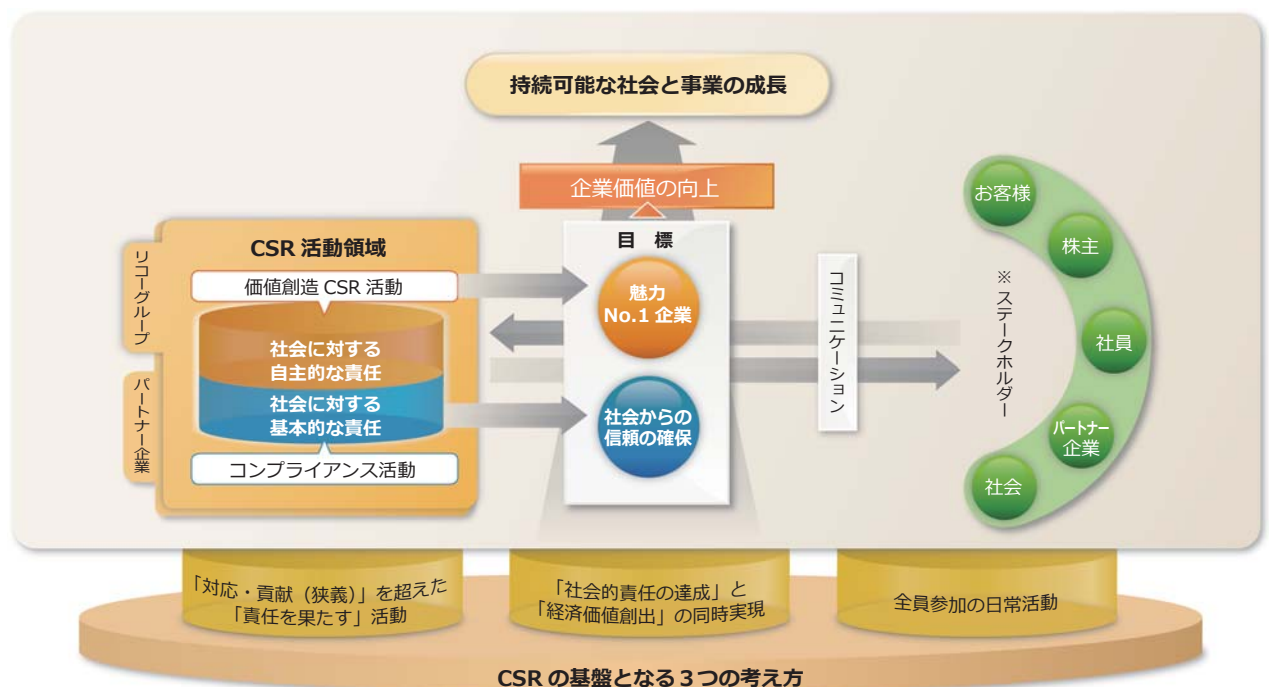 持続可能な社会と事業の成長
企業価値の向上
目 標
魅力
No.1 企業
社会からの
信頼の確保
リコーグループ
パートナー企業
CSR 活動領域
価値創造 CSR 活動
社会に対する
自主的な責任
社会に対する
基本的な責任
コンプライアンス活動
コミュニケーション
※ステークホルダー
お客様
株主
社員
パートナー
企業
社会
「対応・貢献（狭義）」を超えた
「責任を果たす」活動
「社会的責任の達成」と
「経済価値創出」の同時実現
全員参加の日常活動
CSR の基盤となる３つの考え方